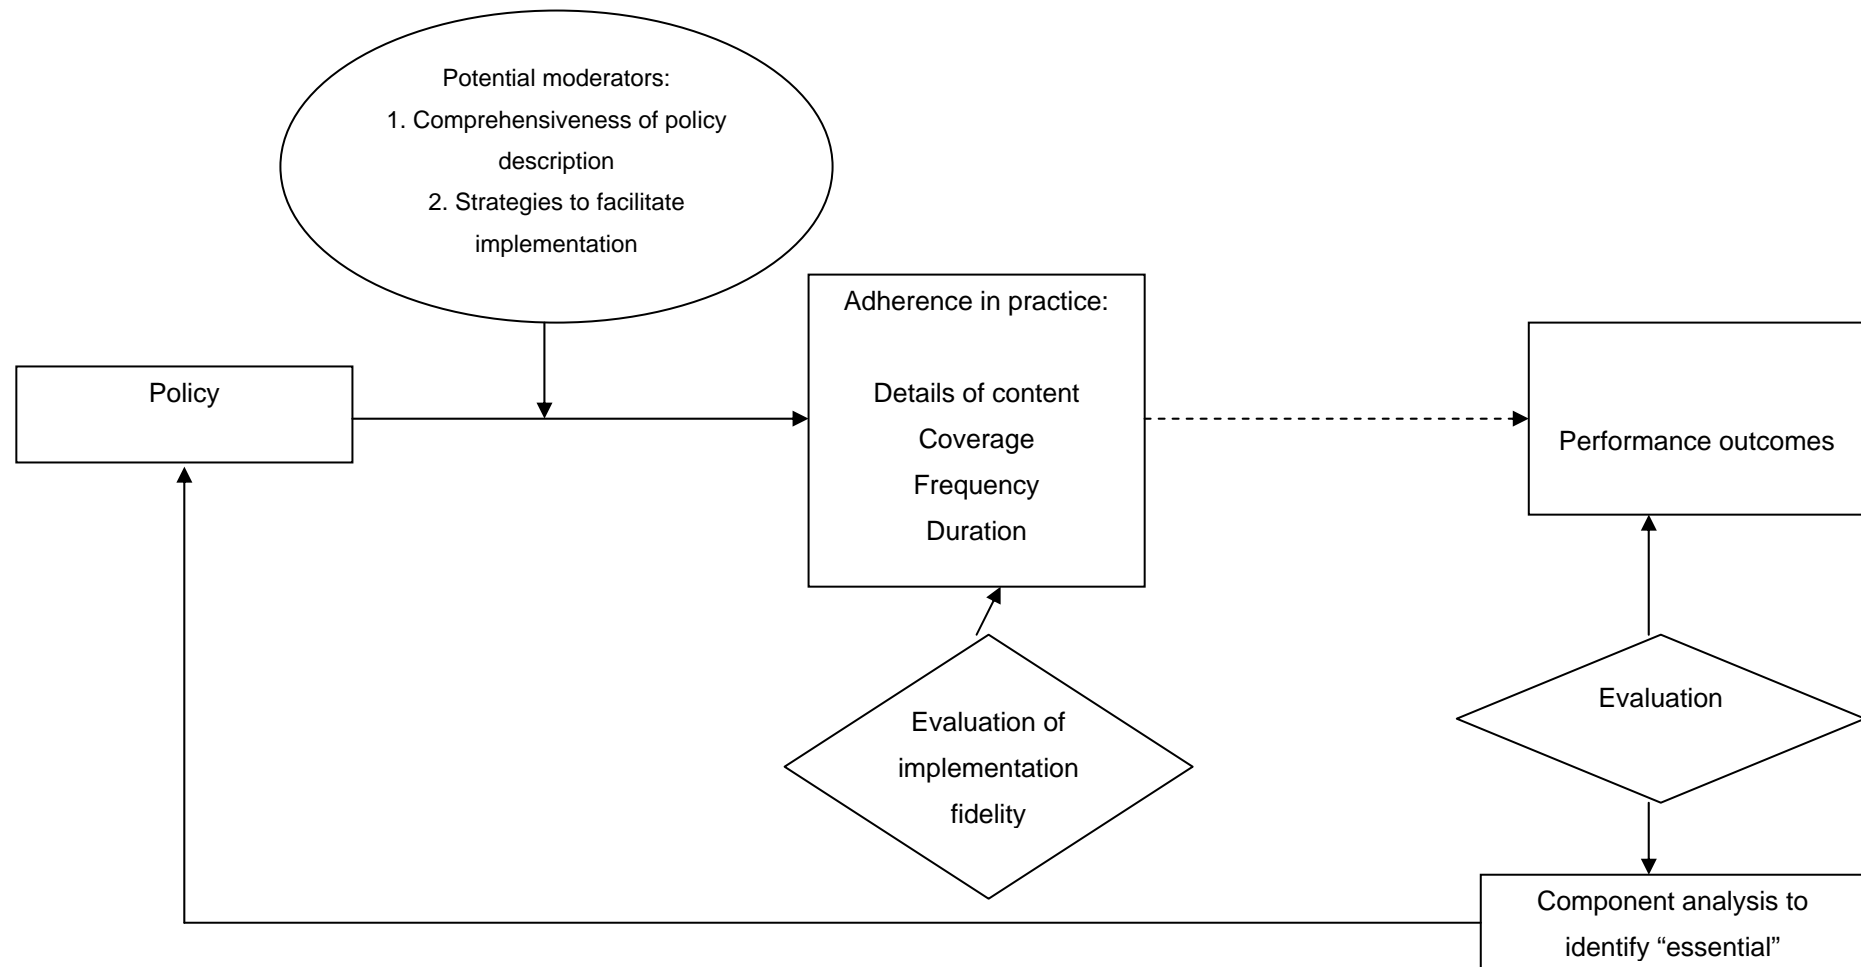 Potential moderators:
1. Comprehensiveness of policy
description
2. Strategies to facilitate
implementation
Policy
Adherence in practice:
Details of content
Coverage
Frequency
Duration
Performance outcomes
Evaluation of
implementation
fidelity
Evaluation
Component analysis to
identify “essential”